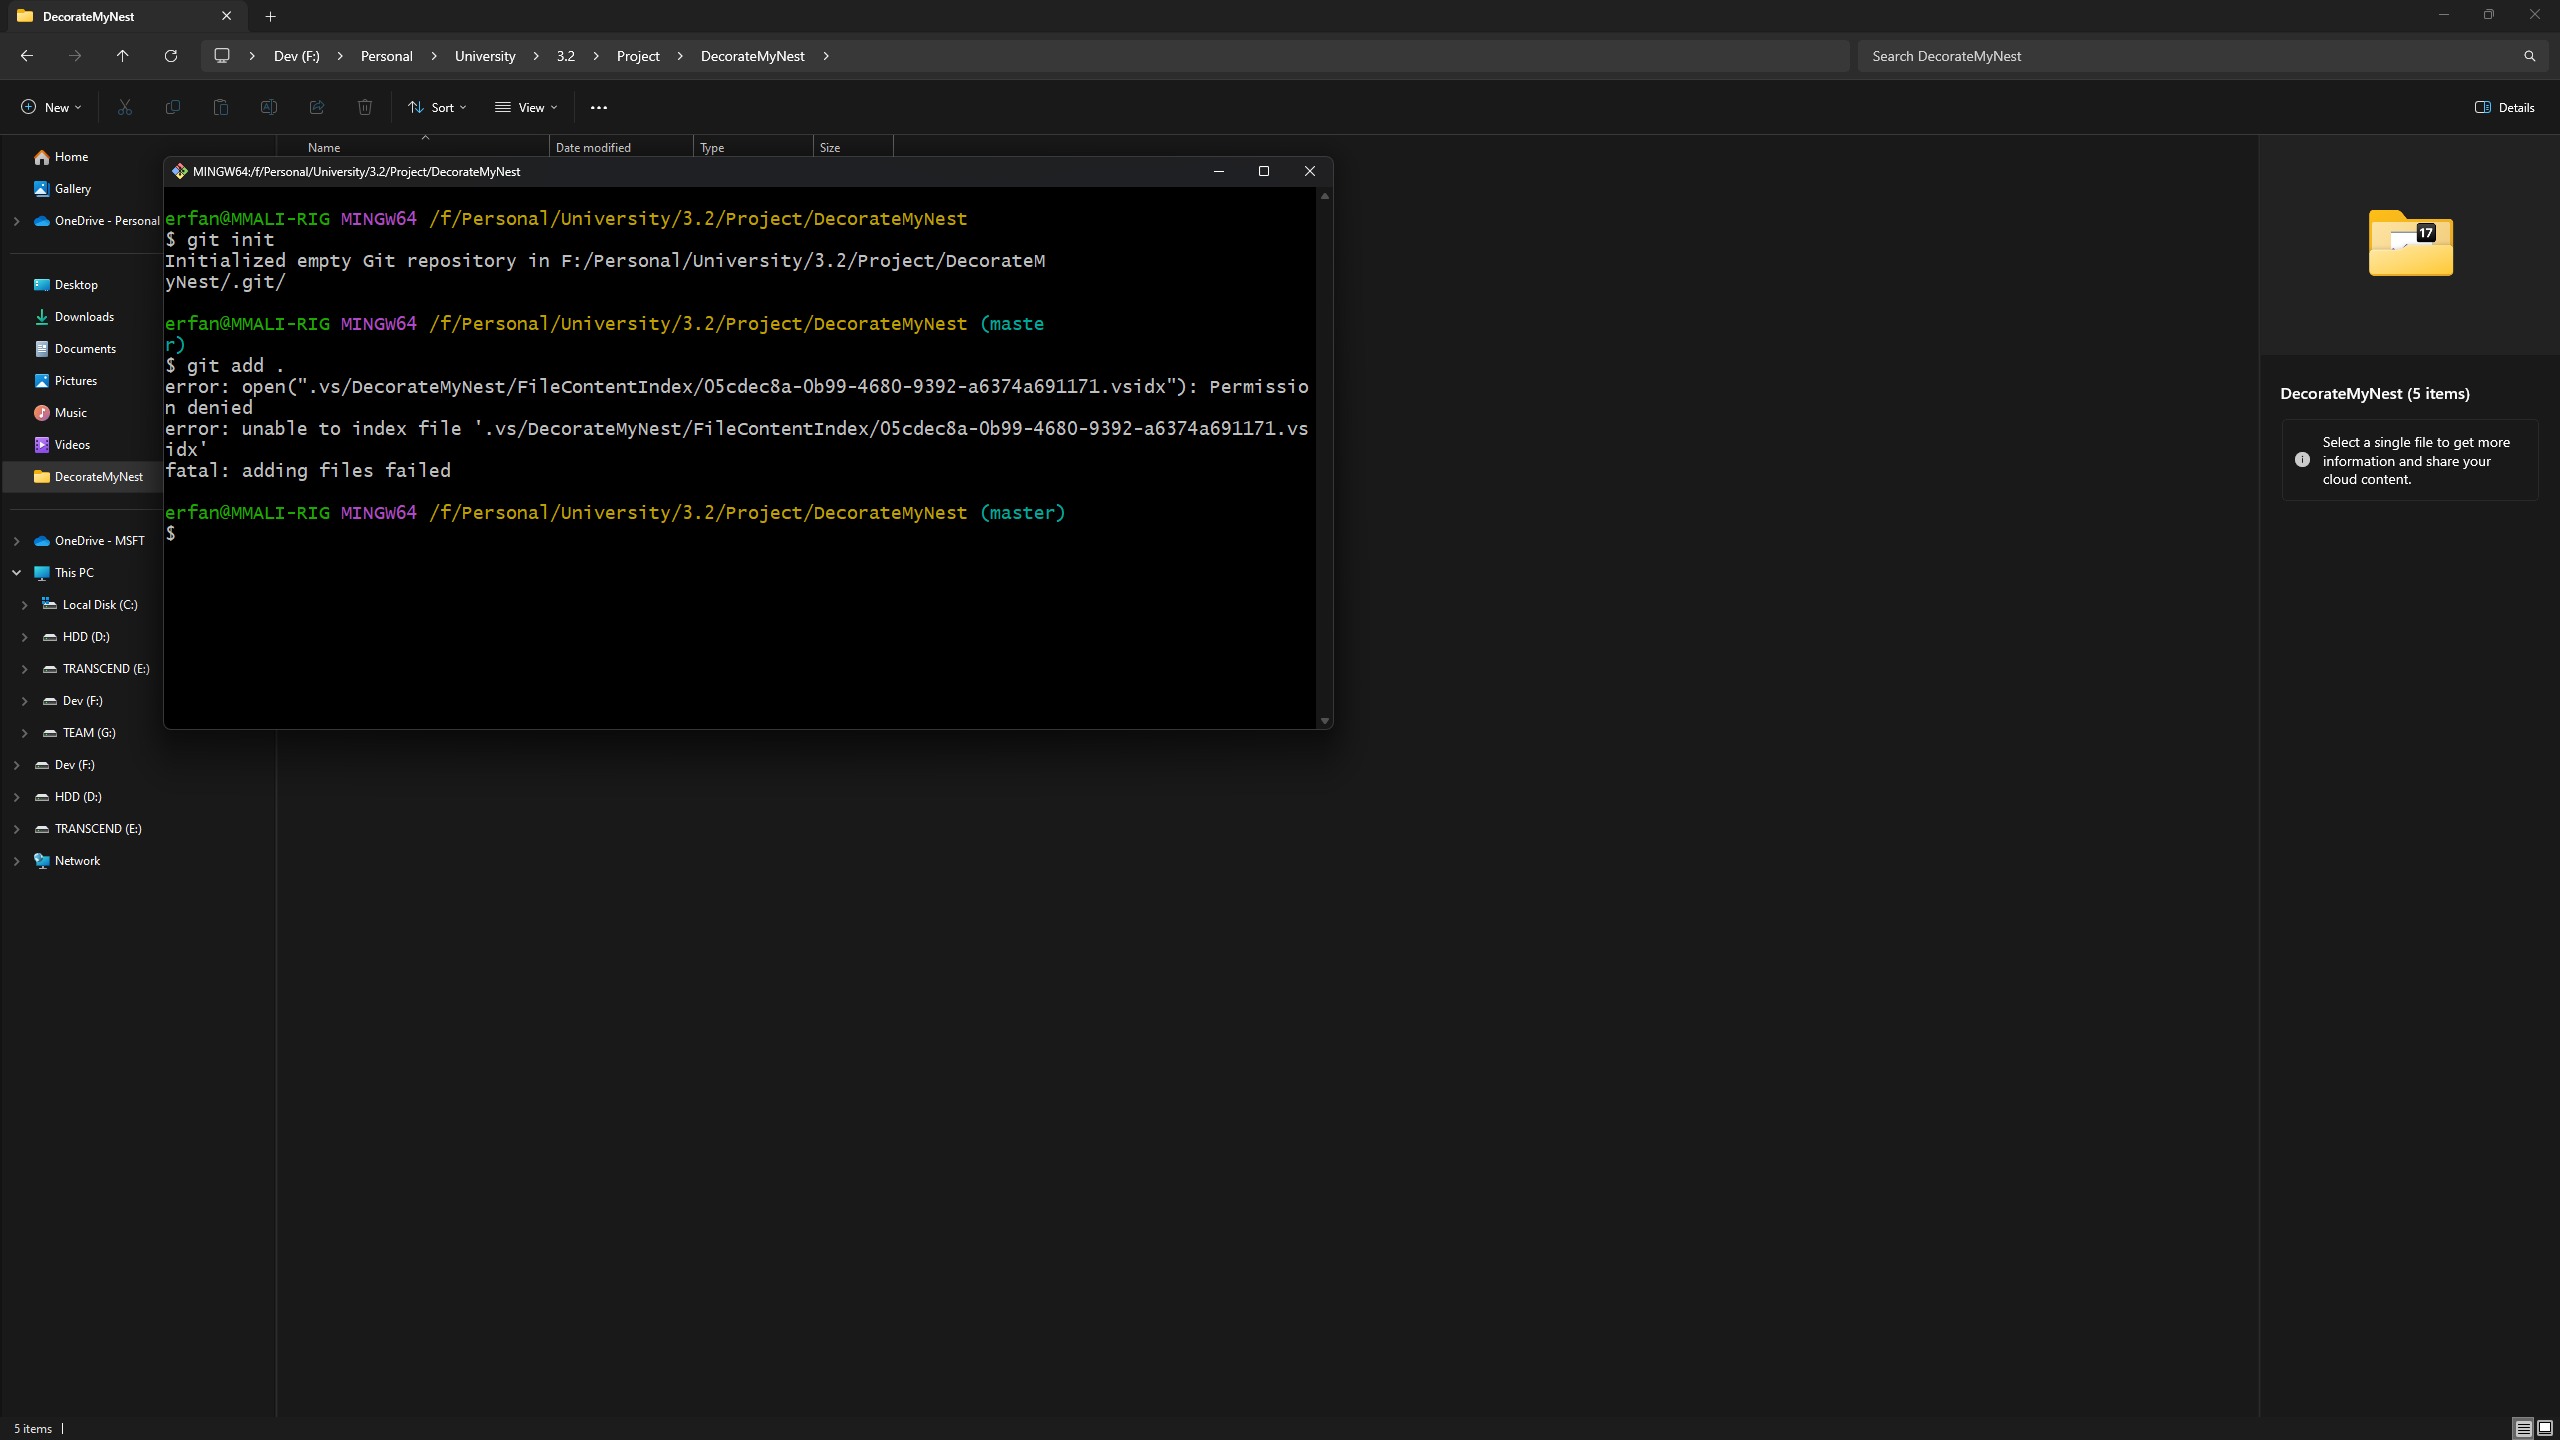 DecorateMyNest
Dev (F:) Personal University 3.2 Project DecorateMyNest
Search DecorateMyNest
New
Sort
View
Details
Name
Date modified
Type
Size
Home
Gallery
OneDrive - Personal
Desktop
Downloads
Documents
Pictures
Music
Videos
DecorateMyNest
OneDrive - MSFT
This PC
Local Disk (C:)
HDD (D:)
TRANSCEND (E:)
Dev (F:)
TEAM (G:)
Dev (F:)
HDD (D:)
TRANSCEND (E:)
Network
MINGW64:/f/Personal/University/3.2/Project/DecorateMyNest
erfan@MMALI-RIG MINGW64 /f/Personal/University/3.2/Project/DecorateMyNest
$ git init
Initialized empty Git repository in F:/Personal/University/3.2/Project/DecorateM
yNest/.git/
erfan@MMALI-RIG MINGW64 /f/Personal/University/3.2/Project/DecorateMyNest (maste
r)
$ git add .
error: open(".vs/DecorateMyNest/FileContentIndex/05cdec8a-0b99-4680-9392-a6374a691171.vsidx"): Permissio
n denied
error: unable to index file '.vs/DecorateMyNest/FileContentIndex/05cdec8a-0b99-4680-9392-a6374a691171.vs
idx'
fatal: adding files failed
erfan@MMALI-RIG MINGW64 /f/Personal/University/3.2/Project/DecorateMyNest (master)
$
17
DecorateMyNest (5 items)
Select a single file to get more
information and share your
cloud content.
5 items